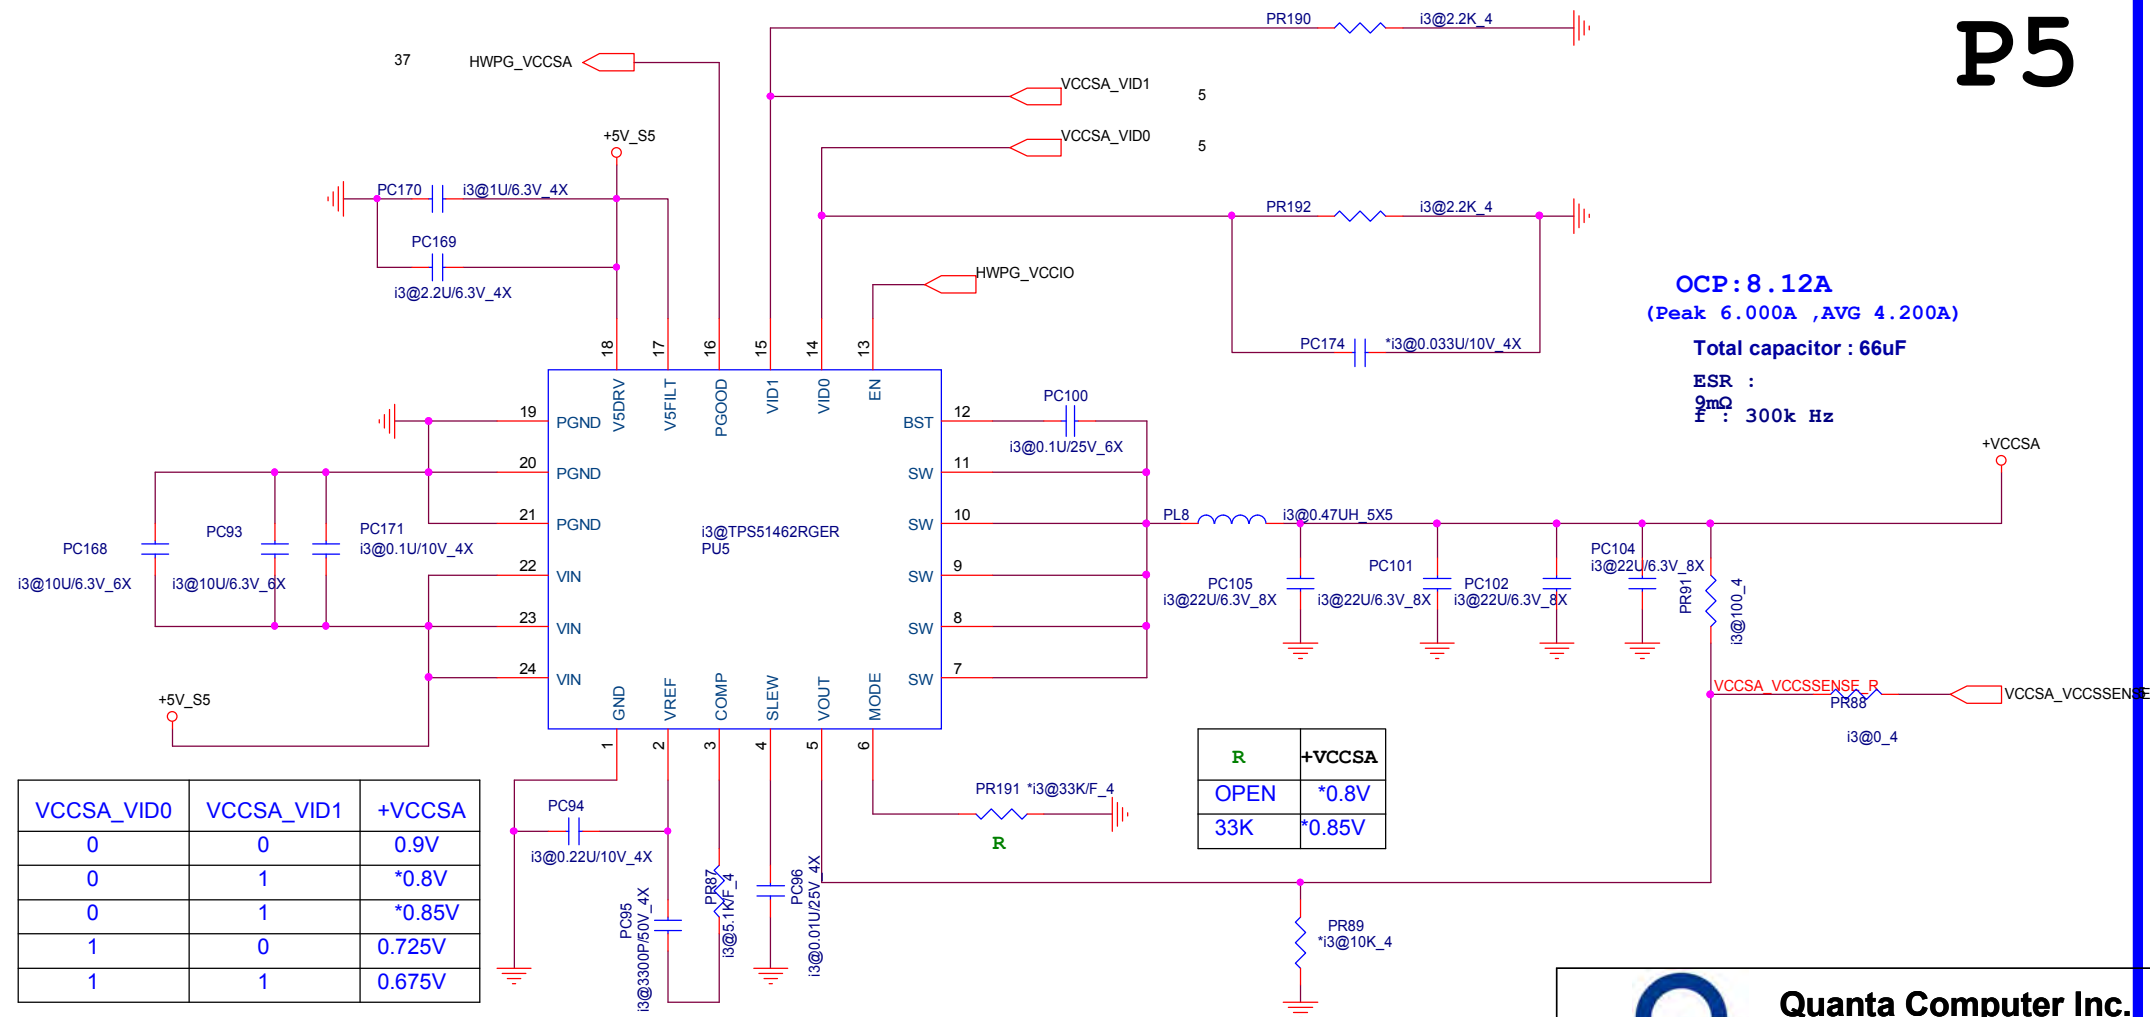 P5
PR190 i3@2.2K_4
37 HWPG_VCCSA
VCCSA_VID1 5
+5V_S5
VCCSA_VID0 5
PC170 i3@1U/6.3V_4X
PR192 i3@2.2K_4
PC169
i3@2.2U/6.3V_4X
HWPG_VCCIO
OCP:8.12A
(Peak 6.000A ,AVG 4.200A)
Total capacitor : 66uF
ESR :
9mΩ
f : 300k Hz
PC174 *i3@0.033U/10V_4X
18 17 16 15 14 13
V5DRV V5FILT PGOOD VID1 VID0 EN
PC100
i3@0.1U/25V_6X
19 PGND
20 PGND
21 PGND
22 VIN
23 VIN
24 VIN
BST 12
SW 11
SW 10
SW 9
SW 8
SW 7
i3@TPS51462RGER
PU5
PC168
i3@10U/6.3V_6X
PC93
i3@10U/6.3V_6X
PC171
i3@0.1U/10V_4X
+VCCSA
PL8 i3@0.47UH_5X5
PC105
i3@22U/6.3V_8X
PC101
i3@22U/6.3V_8X
PC102
i3@22U/6.3V_8X
PC104
i3@22U/6.3V_8X
PR91
i3@100_4
VCCSA_VCCSSENSE_R
PR88
i3@0_4
VCCSA_VCCSSENSE
+5V_S5
GND VREF COMP SLEW VOUT MODE
1 2 3 4 5 6
R +VCCSA
OPEN *0.8V
33K *0.85V
PR191 *i3@33K/F_4
R
VCCSA_VID0 VCCSA_VID1 +VCCSA
0 0 0.9V
0 1 *0.8V
0 1 *0.85V
1 0 0.725V
1 1 0.675V
PC94
i3@0.22U/10V_4X
PC95
i3@3300P/50V_4X
PR87
i3@5.1K/F_4
PC96
i3@0.01U/25V_4X
PR89
*i3@10K_4
Quanta Computer Inc.